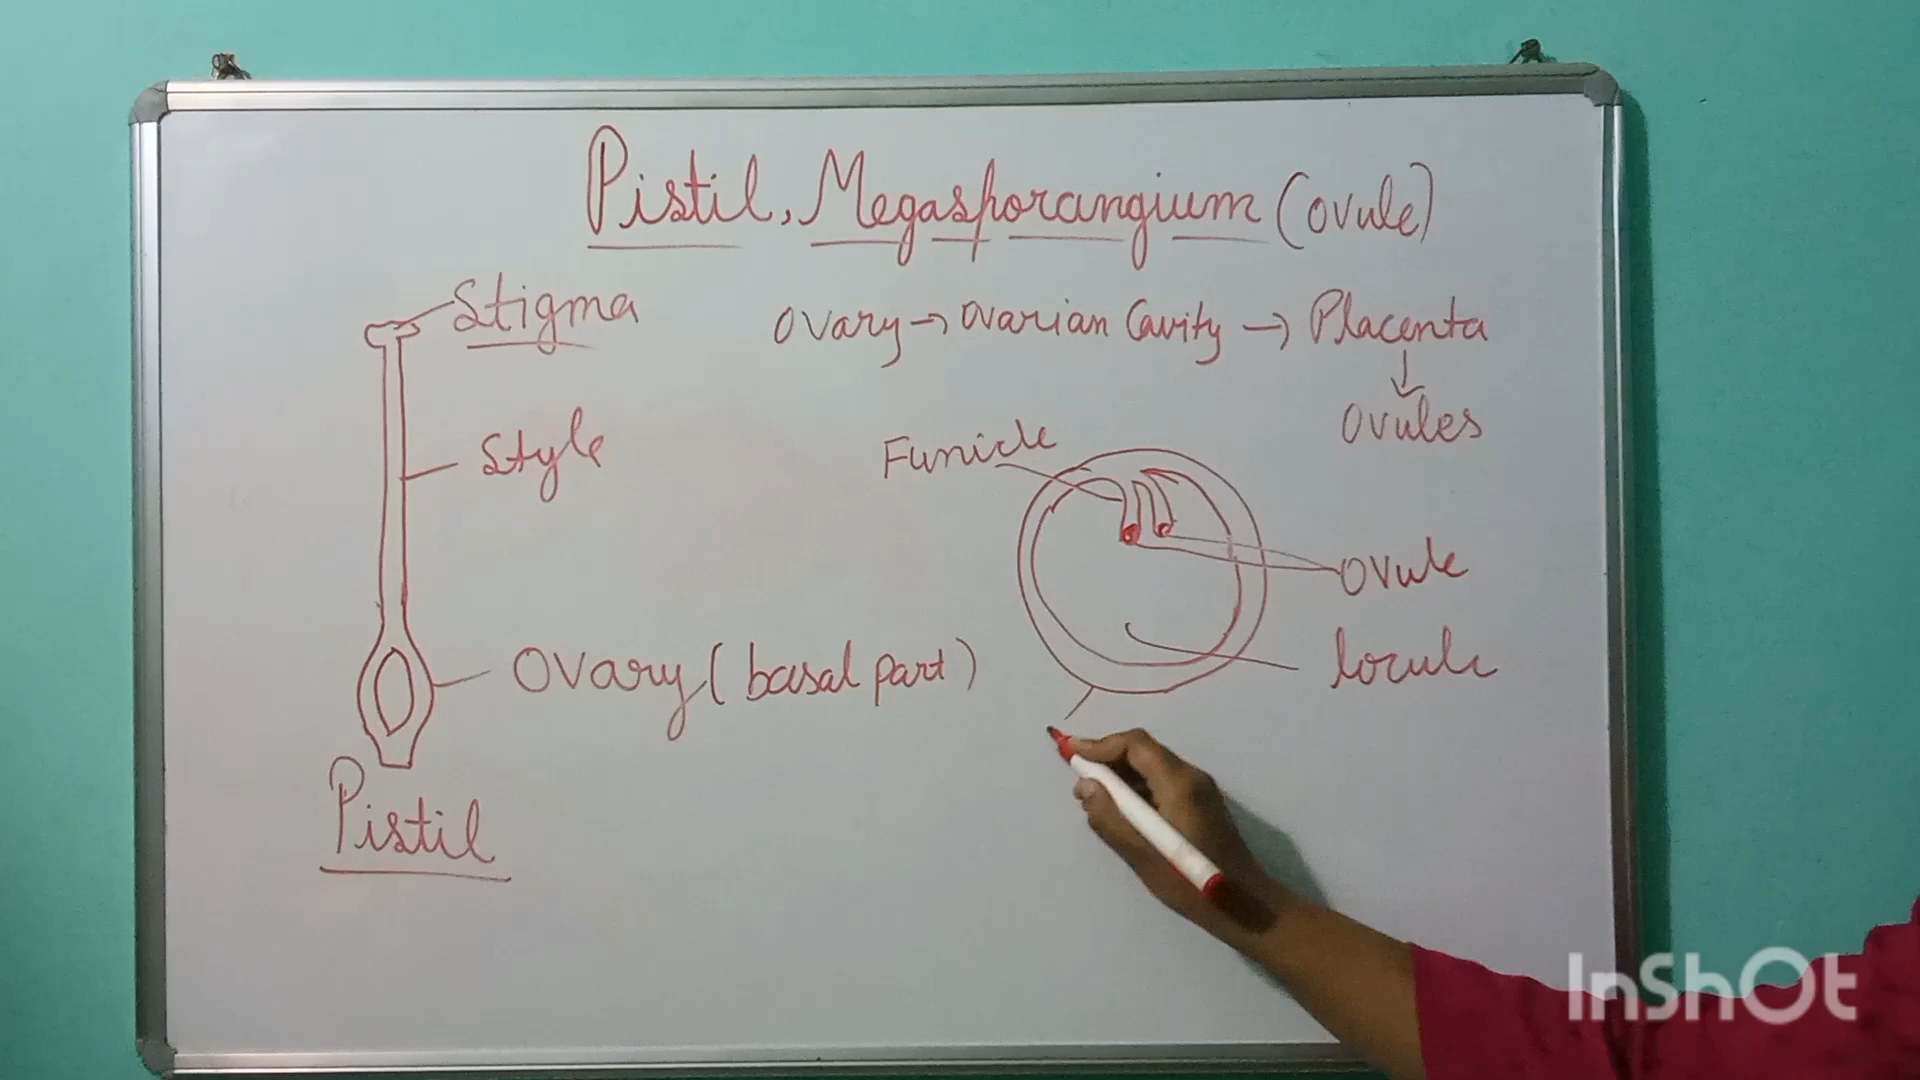 Pistil, Megasporangium (ovule)
Stigma
Ovary → ovarian Cavity → Placenta
↓
Ovules
Style
Funicle
Ovule
locule
Ovary (basal part)
Pistil
InShOt